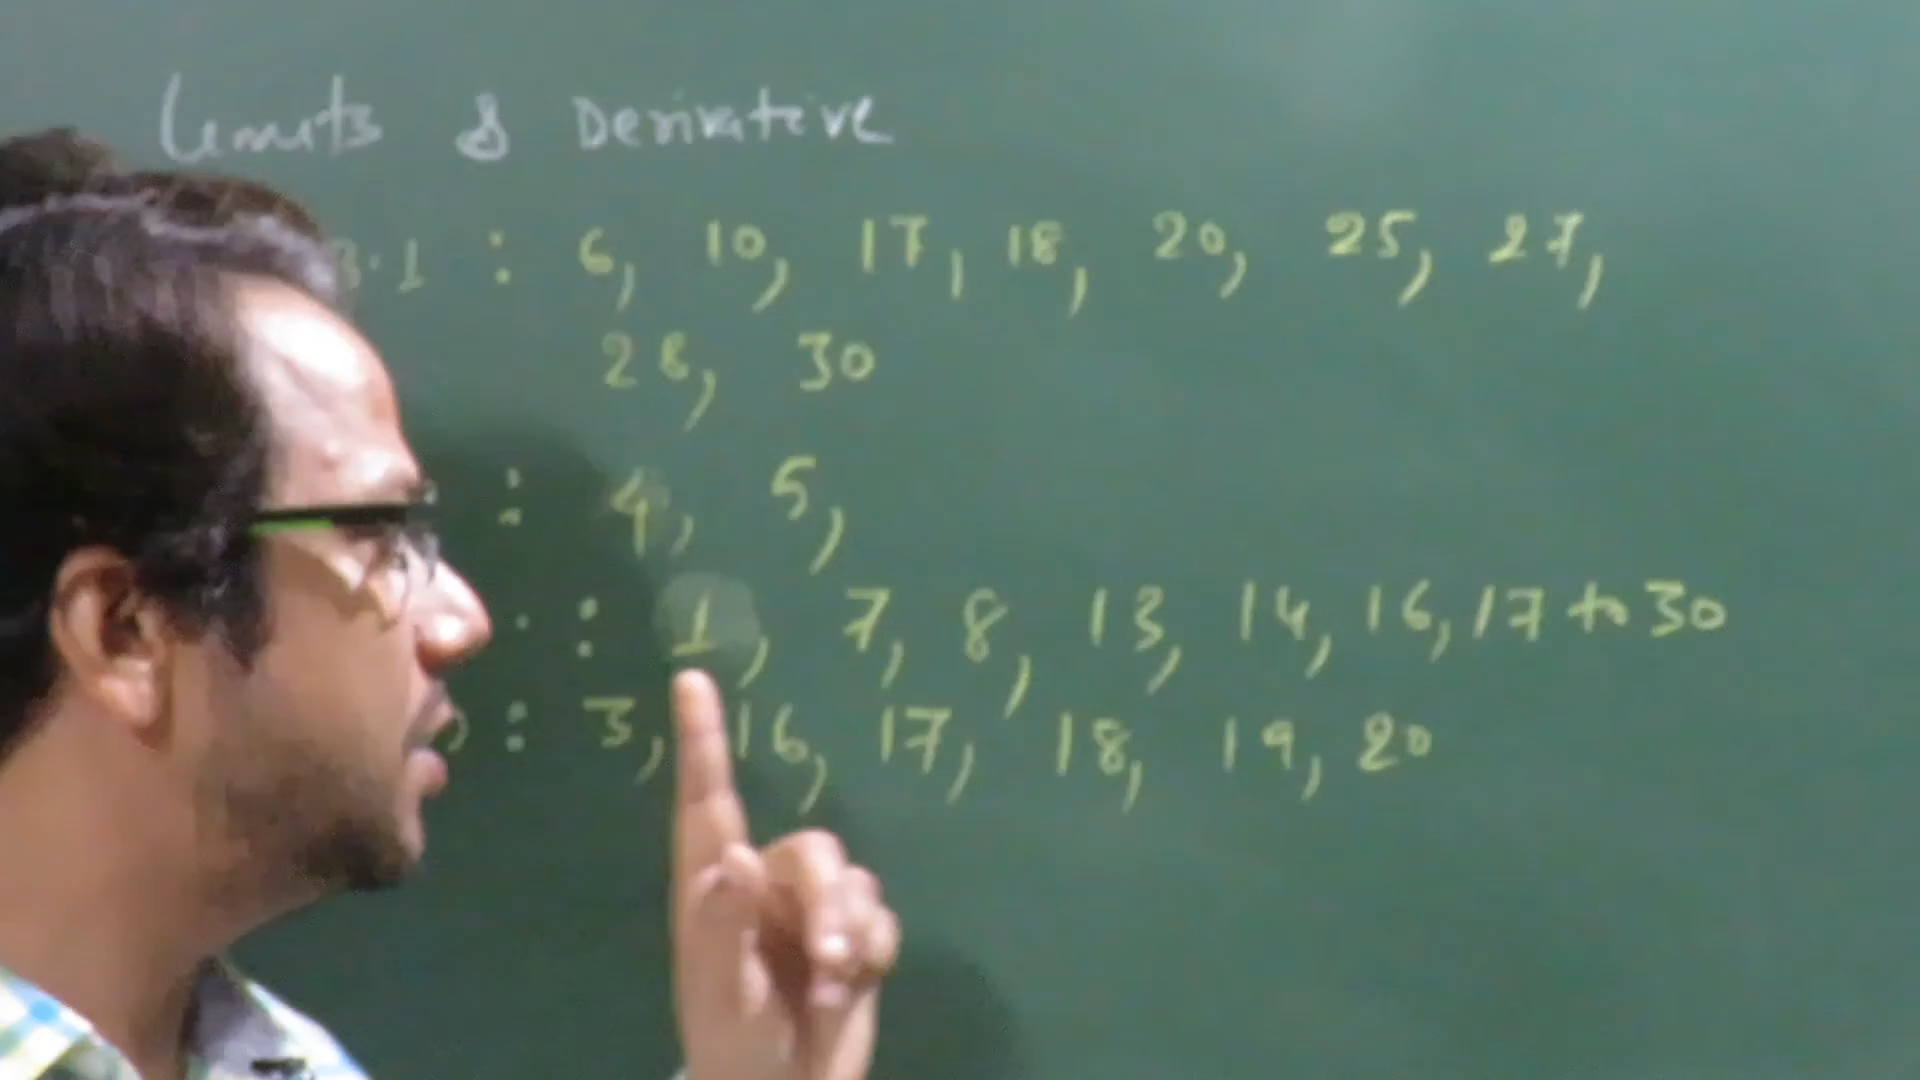 Limits & Derivative
3.1 : 6, 10, 17, 18, 20, 25, 27,
28, 30
: 4, 5,
: 1, 7, 8, 13, 14, 16, 17 to 30
: 3, 16, 17, 18, 19, 20